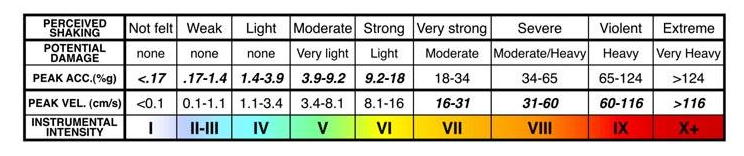 PERCEIVED SHAKING Not felt Weak Light Moderate Strong Very strong Severe Violent Extreme
POTENTIAL DAMAGE none none none Very light Light Moderate Moderate/Heavy Heavy Very Heavy
PEAK ACC.(%g) <.17 .17-1.4 1.4-3.9 3.9-9.2 9.2-18 18-34 34-65 65-124 >124
PEAK VEL. (cm/s) <0.1 0.1-1.1 1.1-3.4 3.4-8.1 8.1-16 16-31 31-60 60-116 >116
INSTRUMENTAL INTENSITY I II-III IV V VI VII VIII IX X+